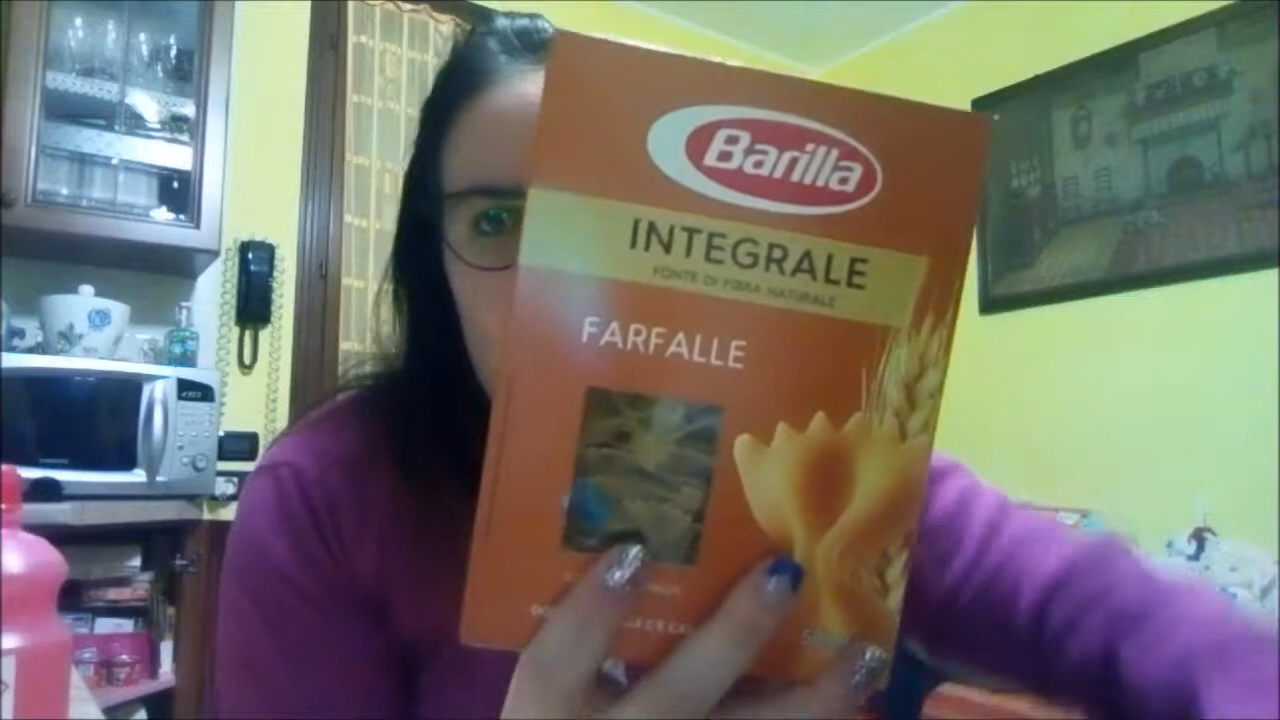 Barilla
INTEGRALE
FONTE DI FIBRA NATURALE
FARFALLE